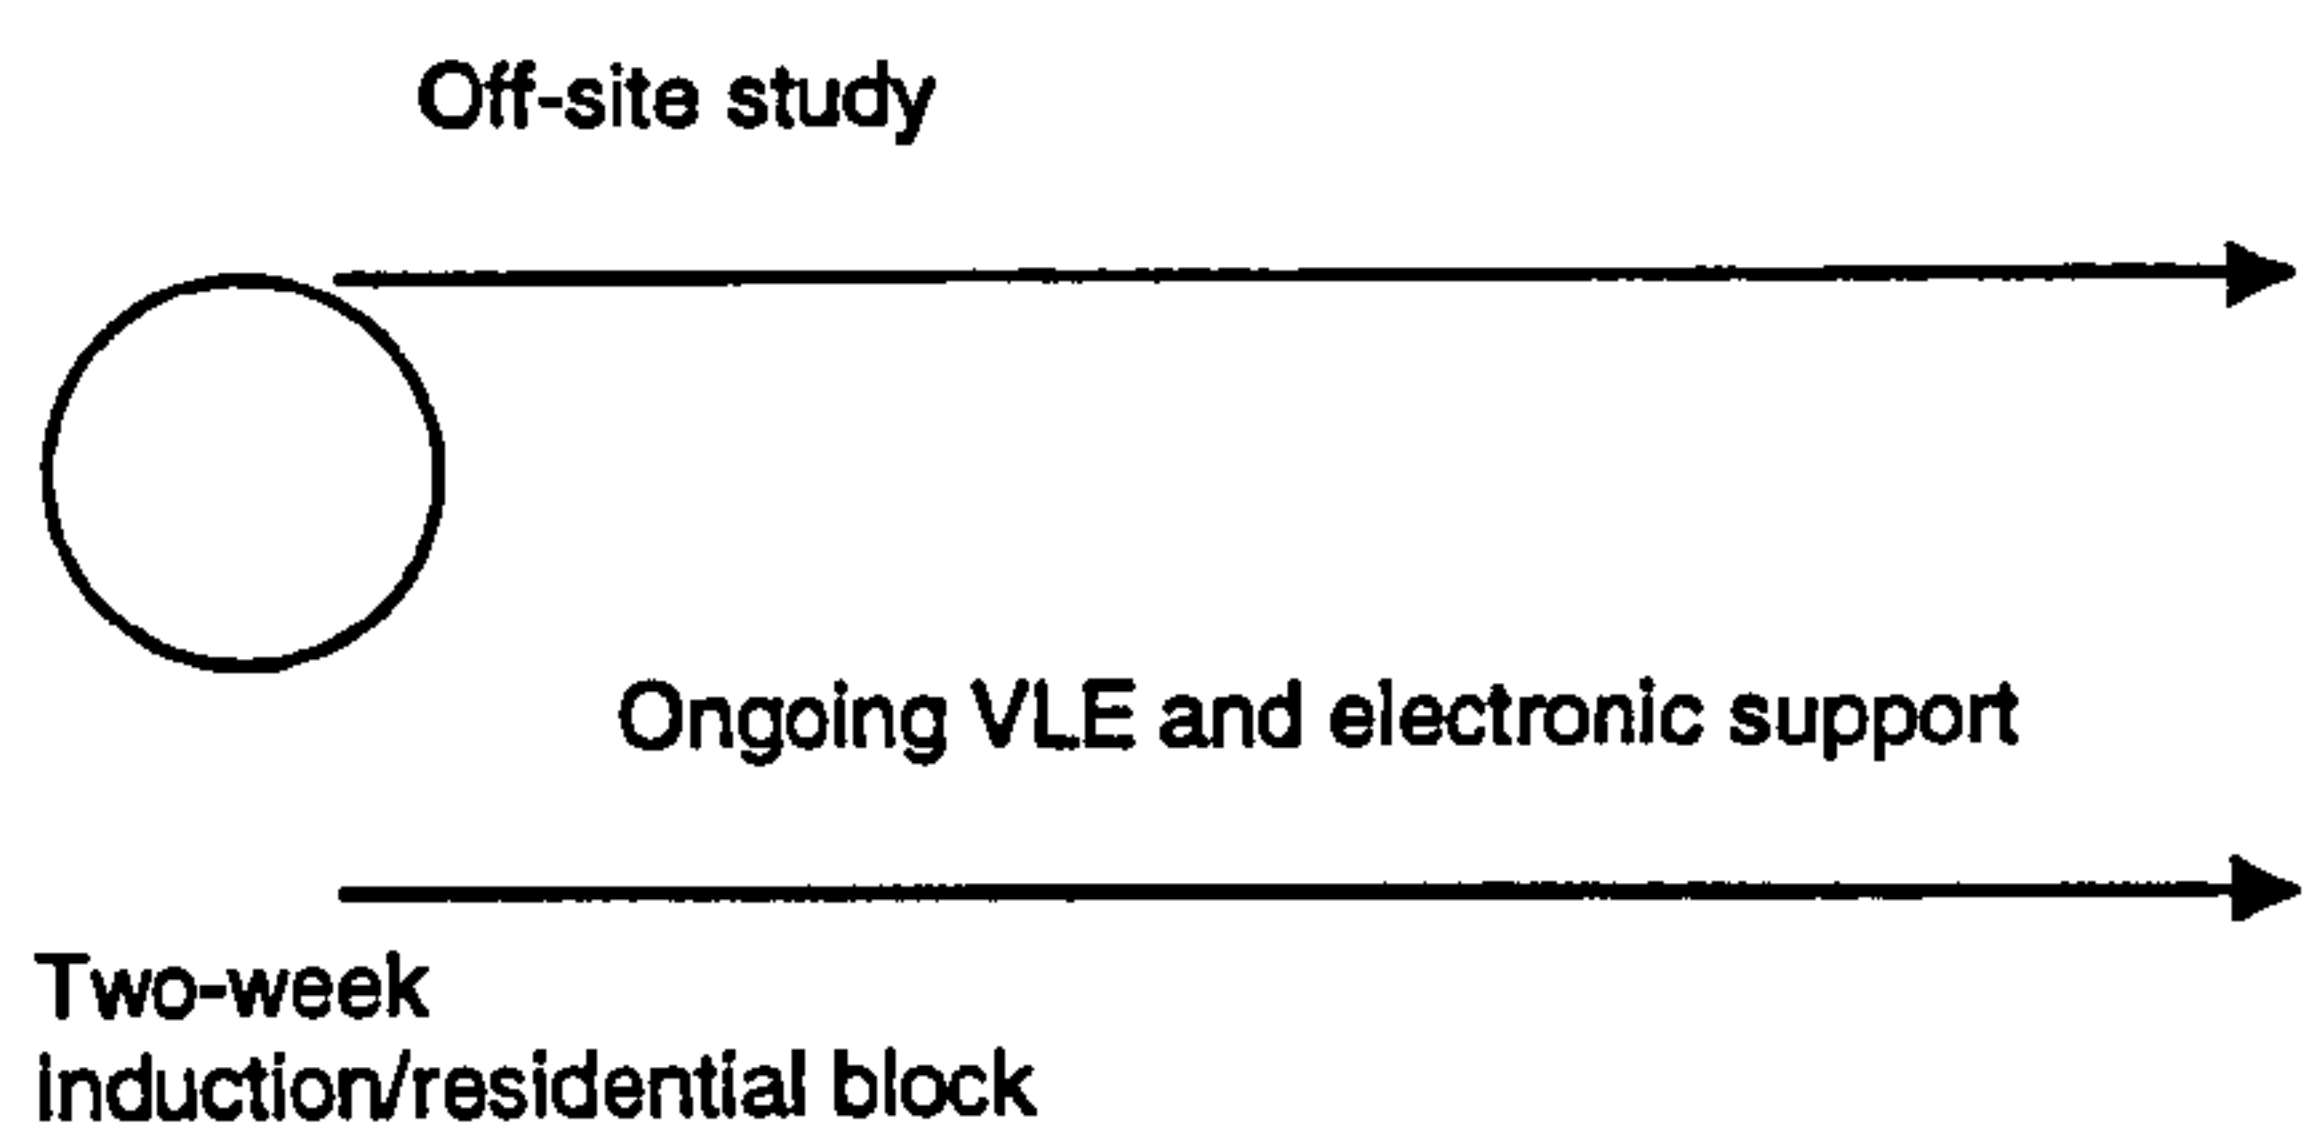 Off-site study
Ongoing VLE and electronic support
Two-week
induction/residential block